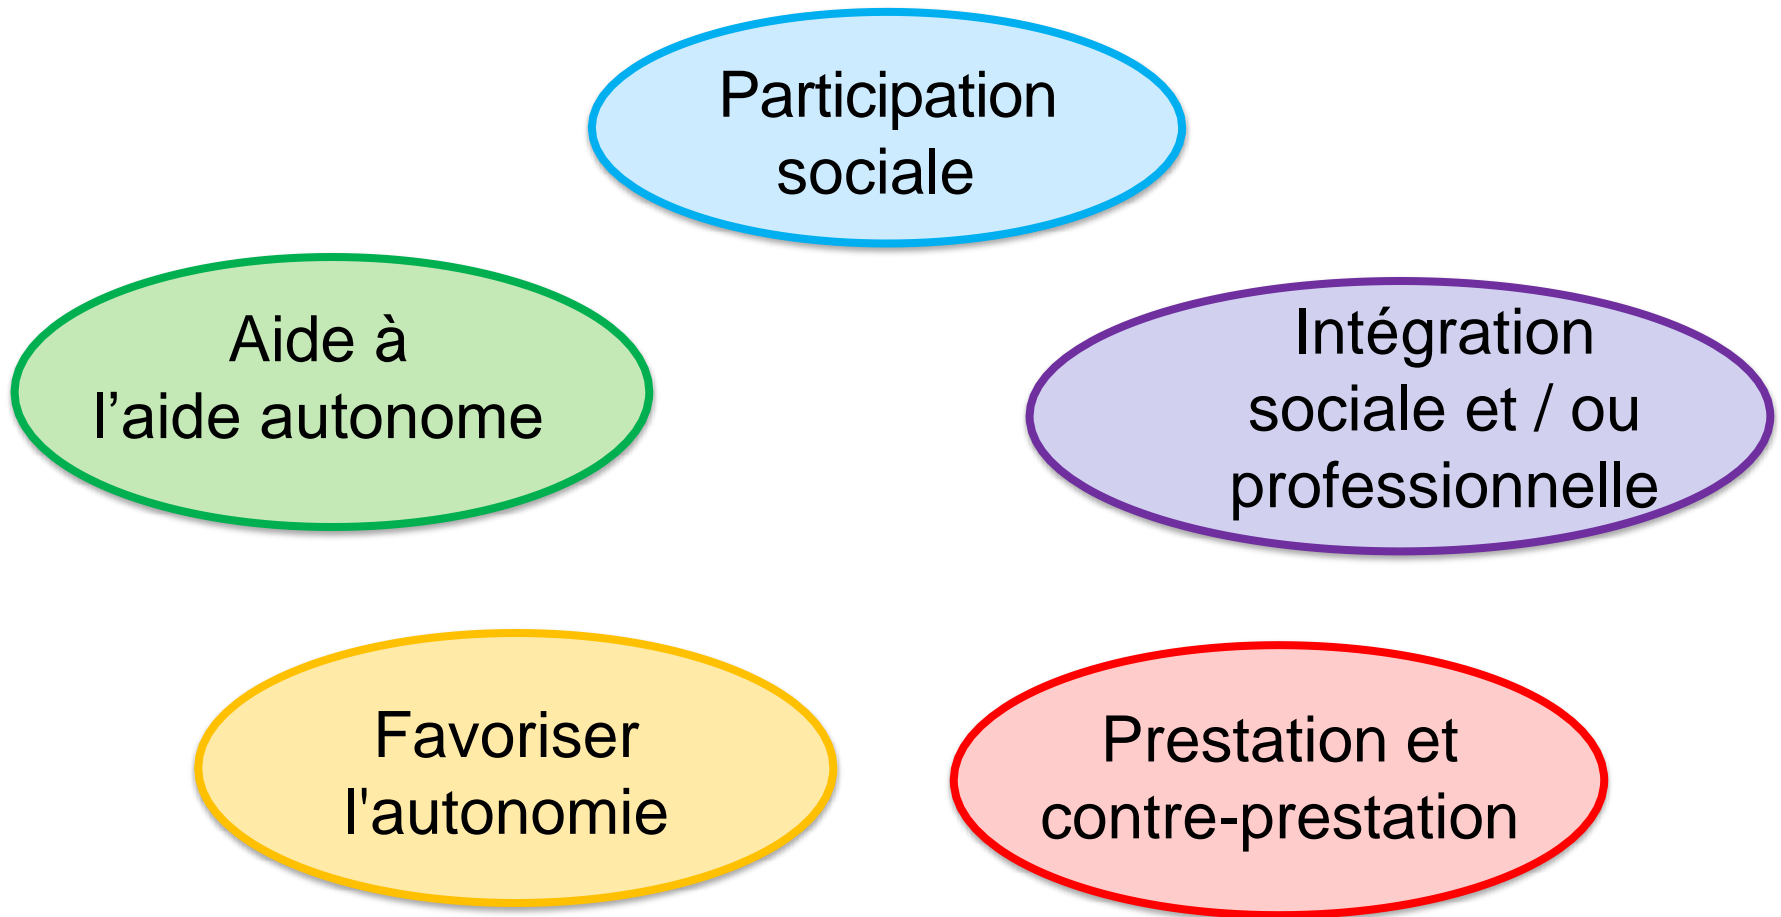 Participation
sociale
Aide à
l’aide autonome
Intégration
sociale et / ou
professionnelle
Favoriser
l'autonomie
Prestation et
contre-prestation